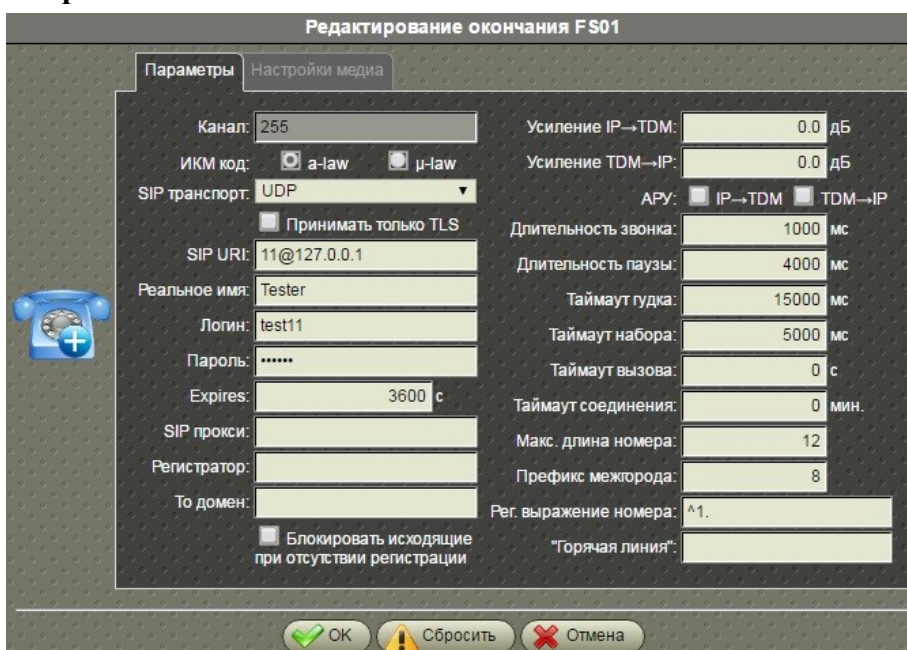 Редактирование окончания FS01
Параметры
Настройки медиа
Канал: 255
ИКМ код: a-law µ-law
SIP транспорт: UDP
Принимать только TLS
SIP URI: 11@127.0.0.1
Реальное имя: Tester
Логин: test11
Пароль: ••••••
Expires: 3600 с
SIP прокси:
Регистратор:
To домен:
Блокировать исходящие
при отсутствии регистрации
Усиление IP→TDM: 0.0 дБ
Усиление TDM→IP: 0.0 дБ
АРУ: IP→TDM TDM→IP
Длительность звонка: 1000 мс
Длительность паузы: 4000 мс
Таймаут гудка: 15000 мс
Таймаут набора: 5000 мс
Таймаут вызова: 0 с
Таймаут соединения: 0 мин.
Макс. длина номера: 12
Префикс межгорода: 8
Рег. выражение номера: ^1.
"Горячая линия":
OK
Сбросить
Отмена